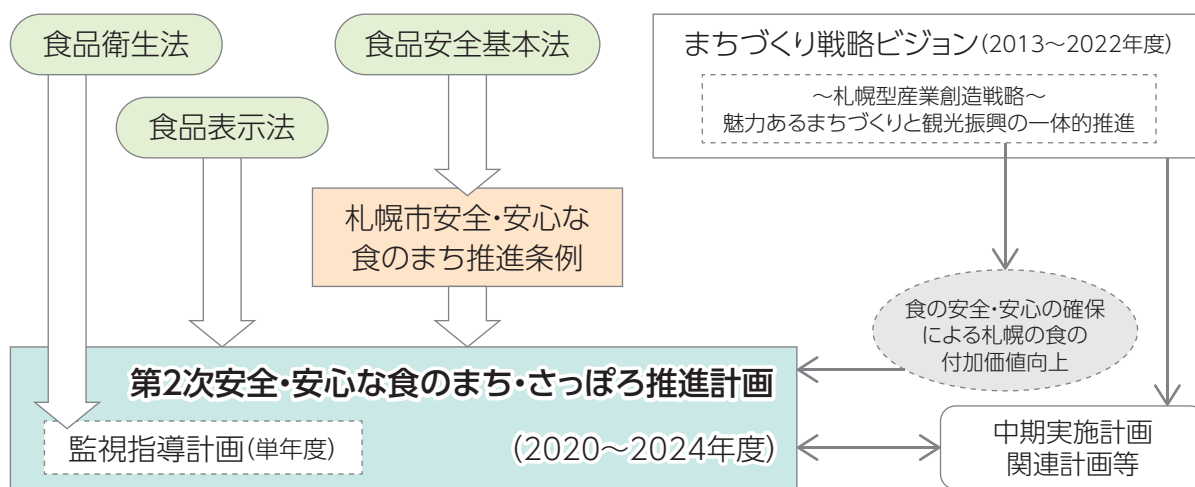 食品衛生法
食品安全基本法
まちづくり戦略ビジョン(2013～2022年度)
～札幌型産業創造戦略～
魅力あるまちづくりと観光振興の一体的推進
食品表示法
札幌市安全・安心な
食のまち推進条例
食の安全・安心の確保
による札幌の食の
付加価値向上
第2次安全・安心な食のまち・さっぽろ推進計画
監視指導計画(単年度)
(2020～2024年度)
中期実施計画
関連計画等